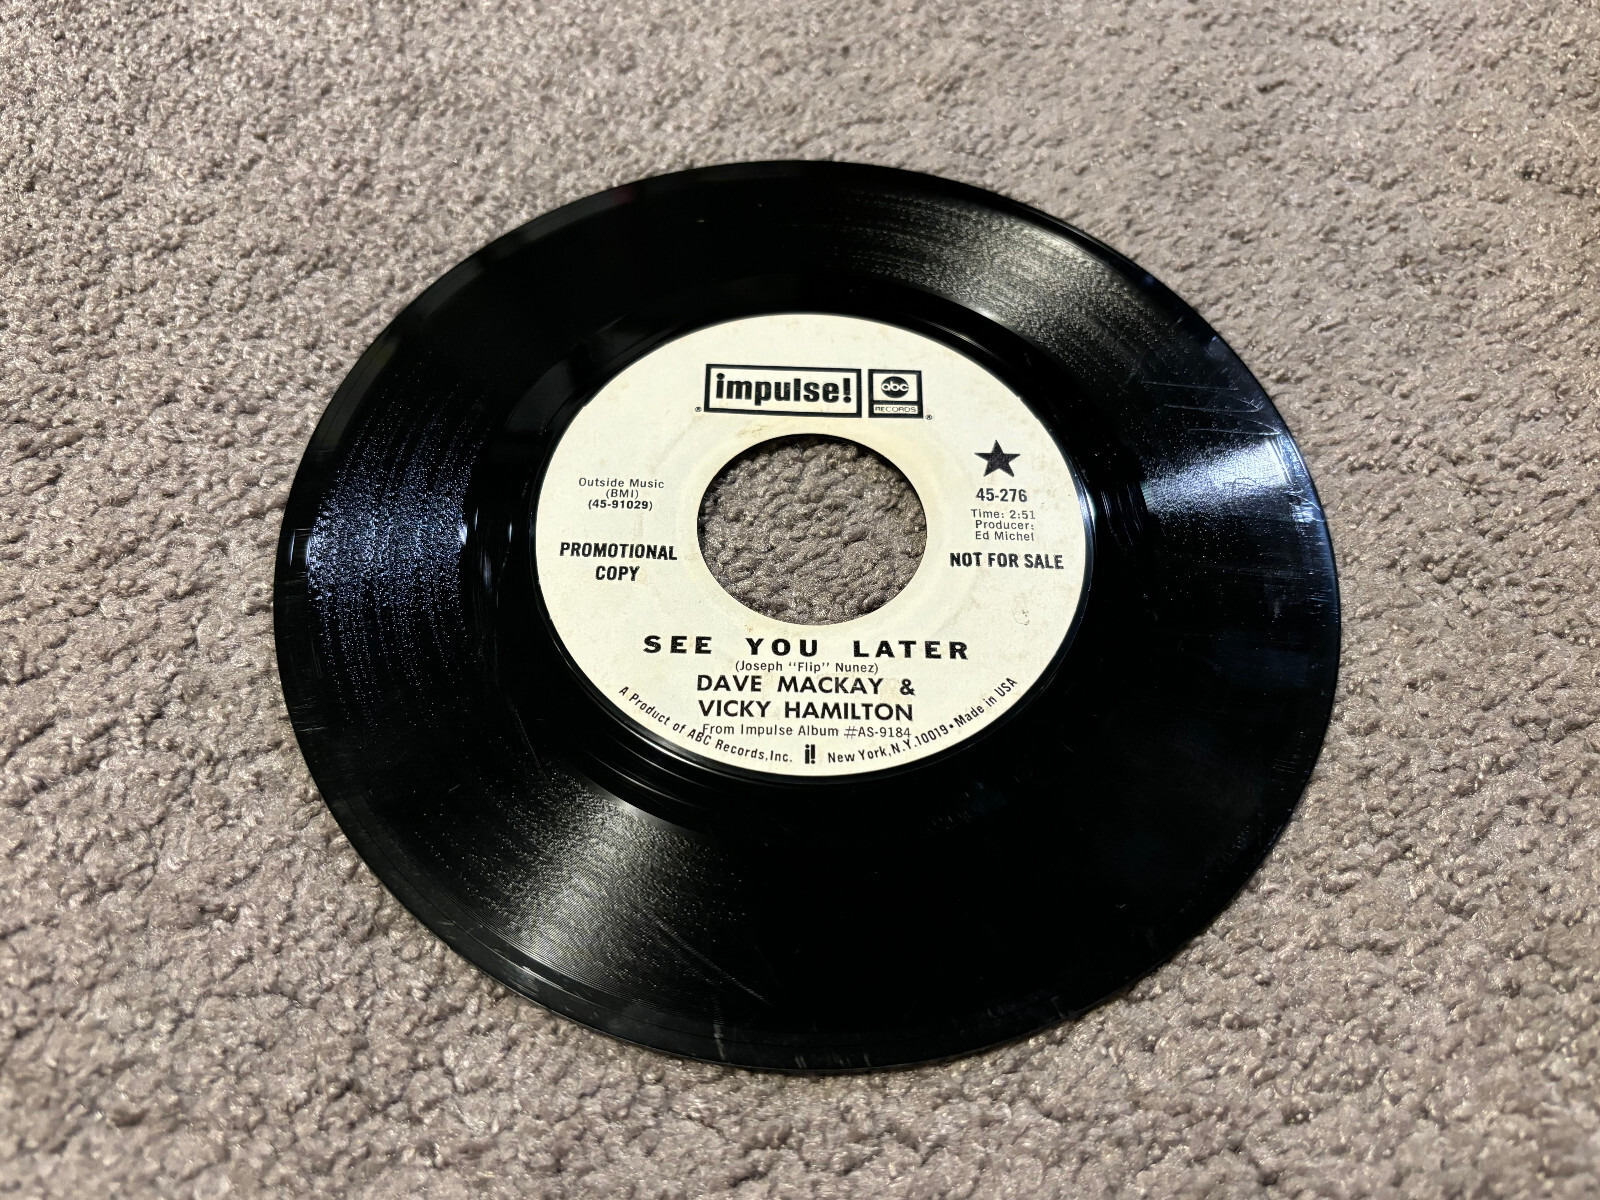 impulse!
abc
RECORDS
®
®
Outside Music
(BMI)
(45-91029)
PROMOTIONAL
COPY
45-276
Time: 2:51
Producer:
Ed Michel
NOT FOR SALE
SEE YOU LATER
(Joseph "Flip" Nunez)
DAVE MACKAY &
VICKY HAMILTON
From Impulse Album #AS-9184
A Product of ABC Records, Inc. i! New York, N.Y. 10019 • Made in USA